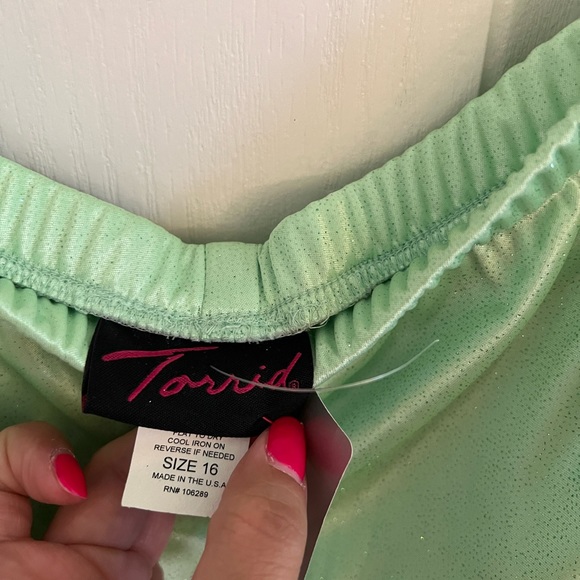 Torrid®
FLAT TO DRY
COOL IRON ON
REVERSE IF NEEDED
SIZE 16
MADE IN THE U.S.A
RN# 106289